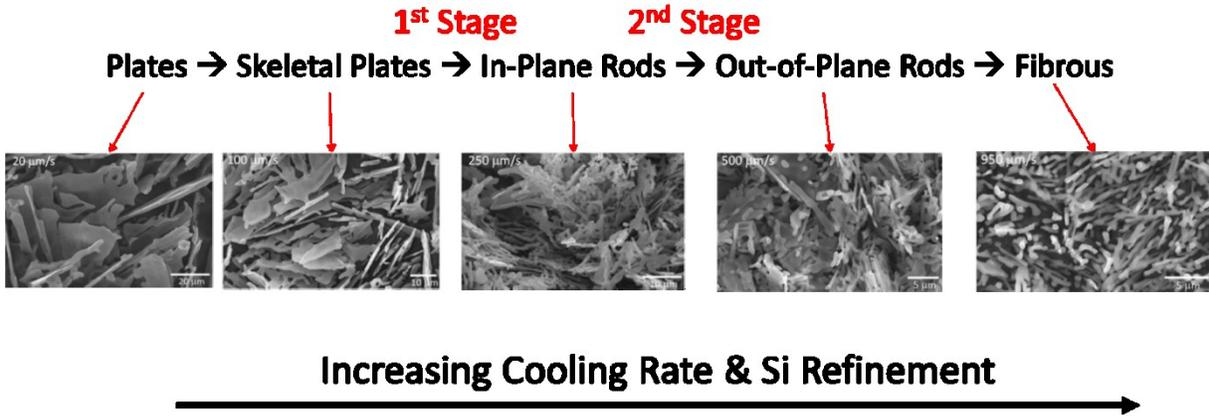 1st Stage 2nd Stage
Plates → Skeletal Plates → In-Plane Rods → Out-of-Plane Rods → Fibrous
20 μm/s 100 μm/s 250 μm/s 500 μm/s 950 μm/s
20 μm 10 μm 10 μm 5 μm 5 μm
Increasing Cooling Rate & Si Refinement